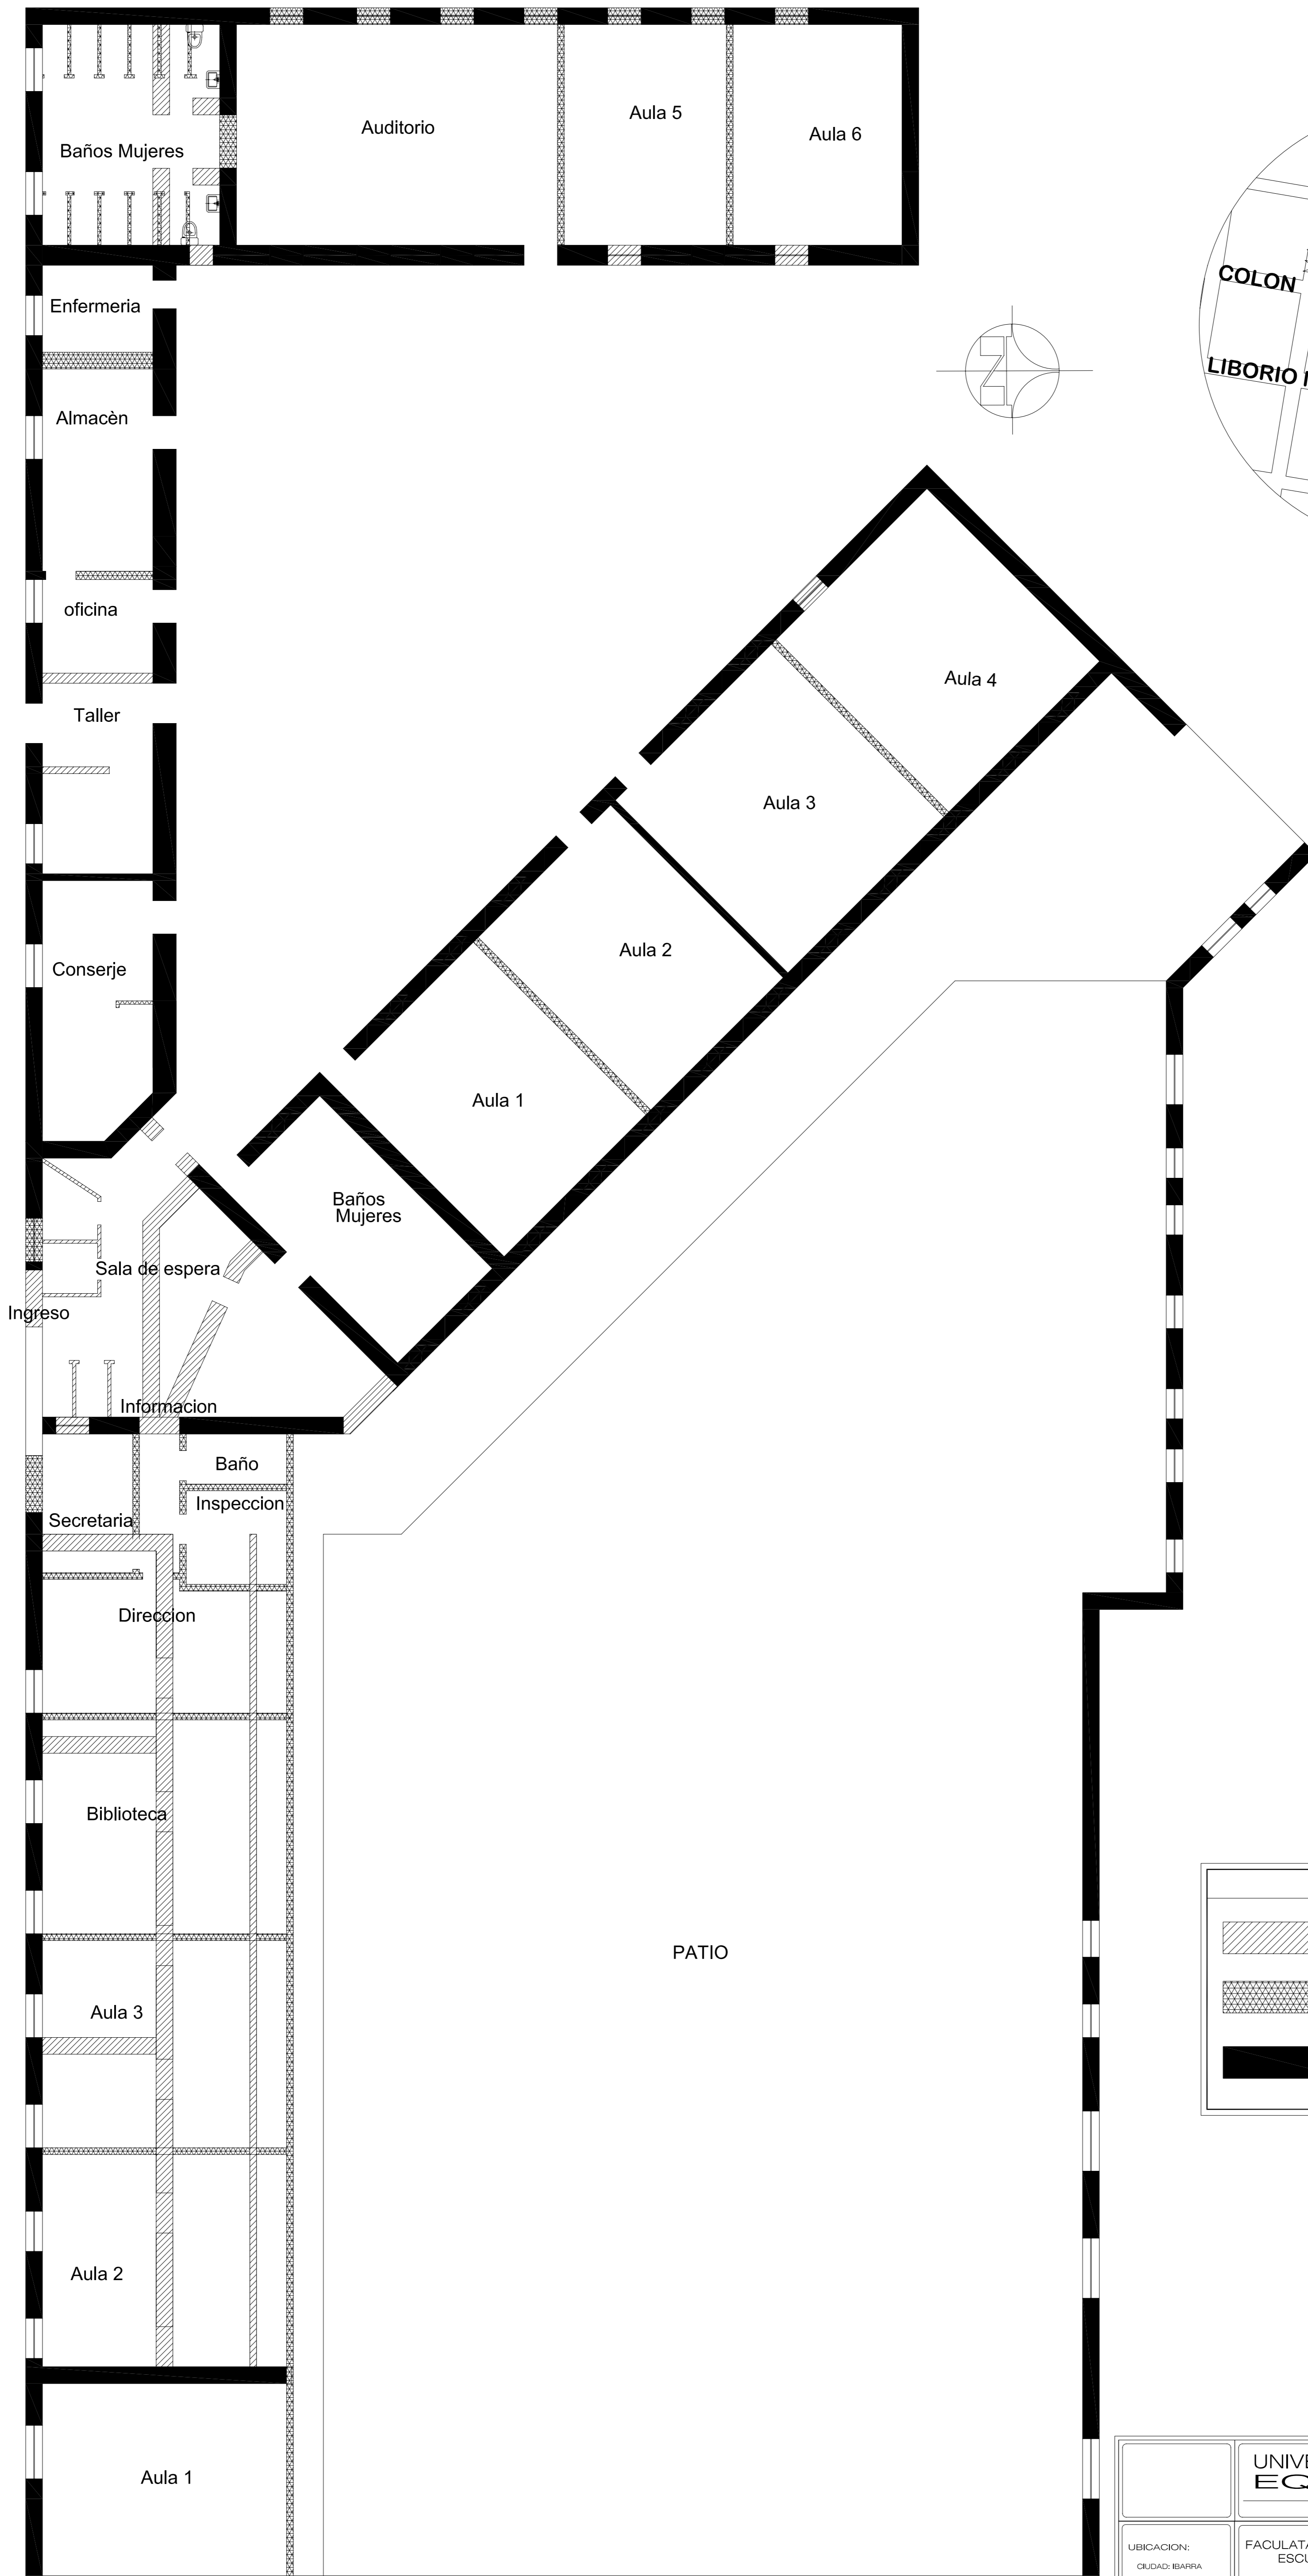 Auditorio
Aula 5
Aula 6
Baños Mujeres
COLON
LIBORIO
Enfermeria
Almacèn
oficina
Taller
Aula 4
Aula 3
Aula 2
Conserje
Aula 1
Baños
Mujeres
Sala de espera
Ingreso
Informacion
Baño
Inspeccion
Secretaria
Direccion
Biblioteca
PATIO
Aula 3
Aula 2
Aula 1
UBICACION:
CIUDAD: IBARRA